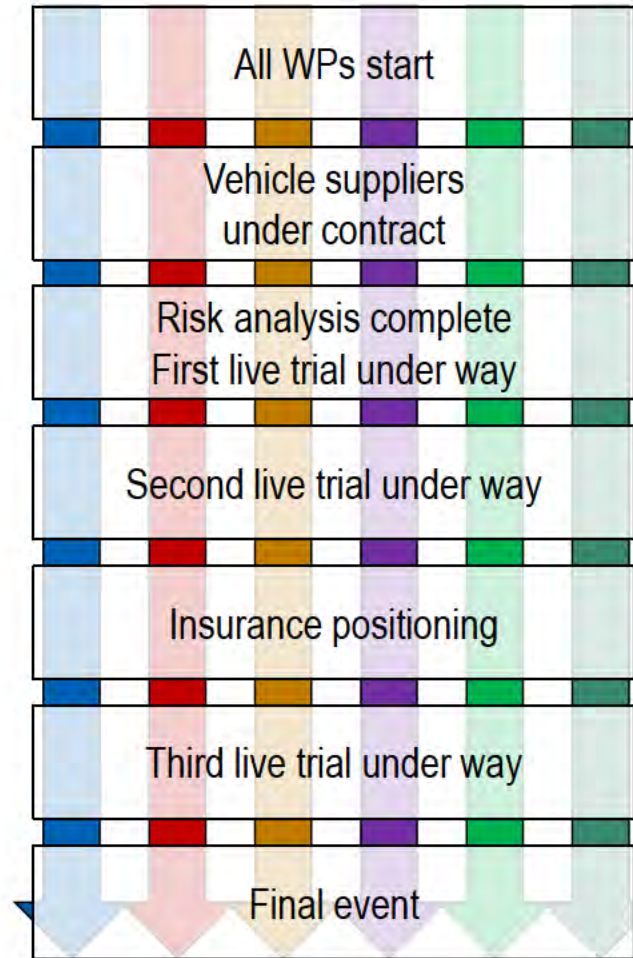 All WPs start
Vehicle suppliers
under contract
Risk analysis complete
First live trial under way
Second live trial under way
Insurance positioning
Third live trial under way
Final event